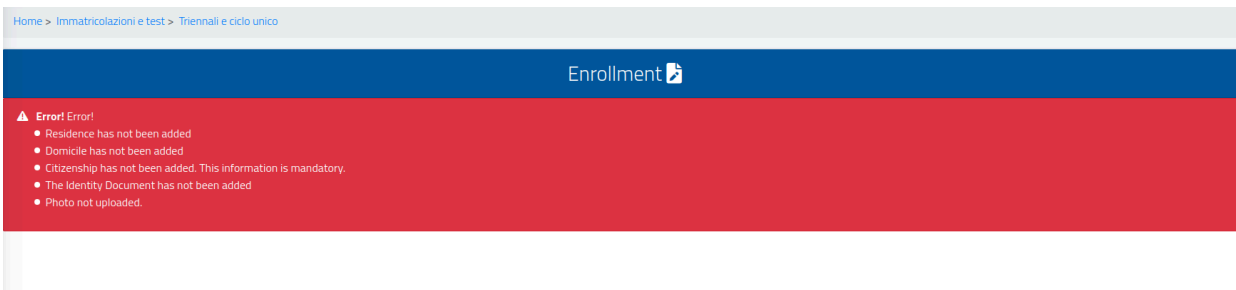 Home > Immatricolazioni e test > Triennali e ciclo unico
Enrollment
Error! Error!
Residence has not been added
Domicile has not been added
Citizenship has not been added. This information is mandatory.
The Identity Document has not been added
Photo not uploaded.